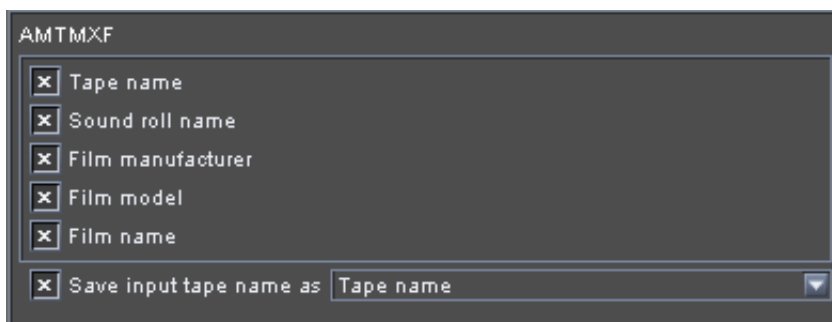 AMTMXF
Tape name
Sound roll name
Film manufacturer
Film model
Film name
Save input tape name as Tape name